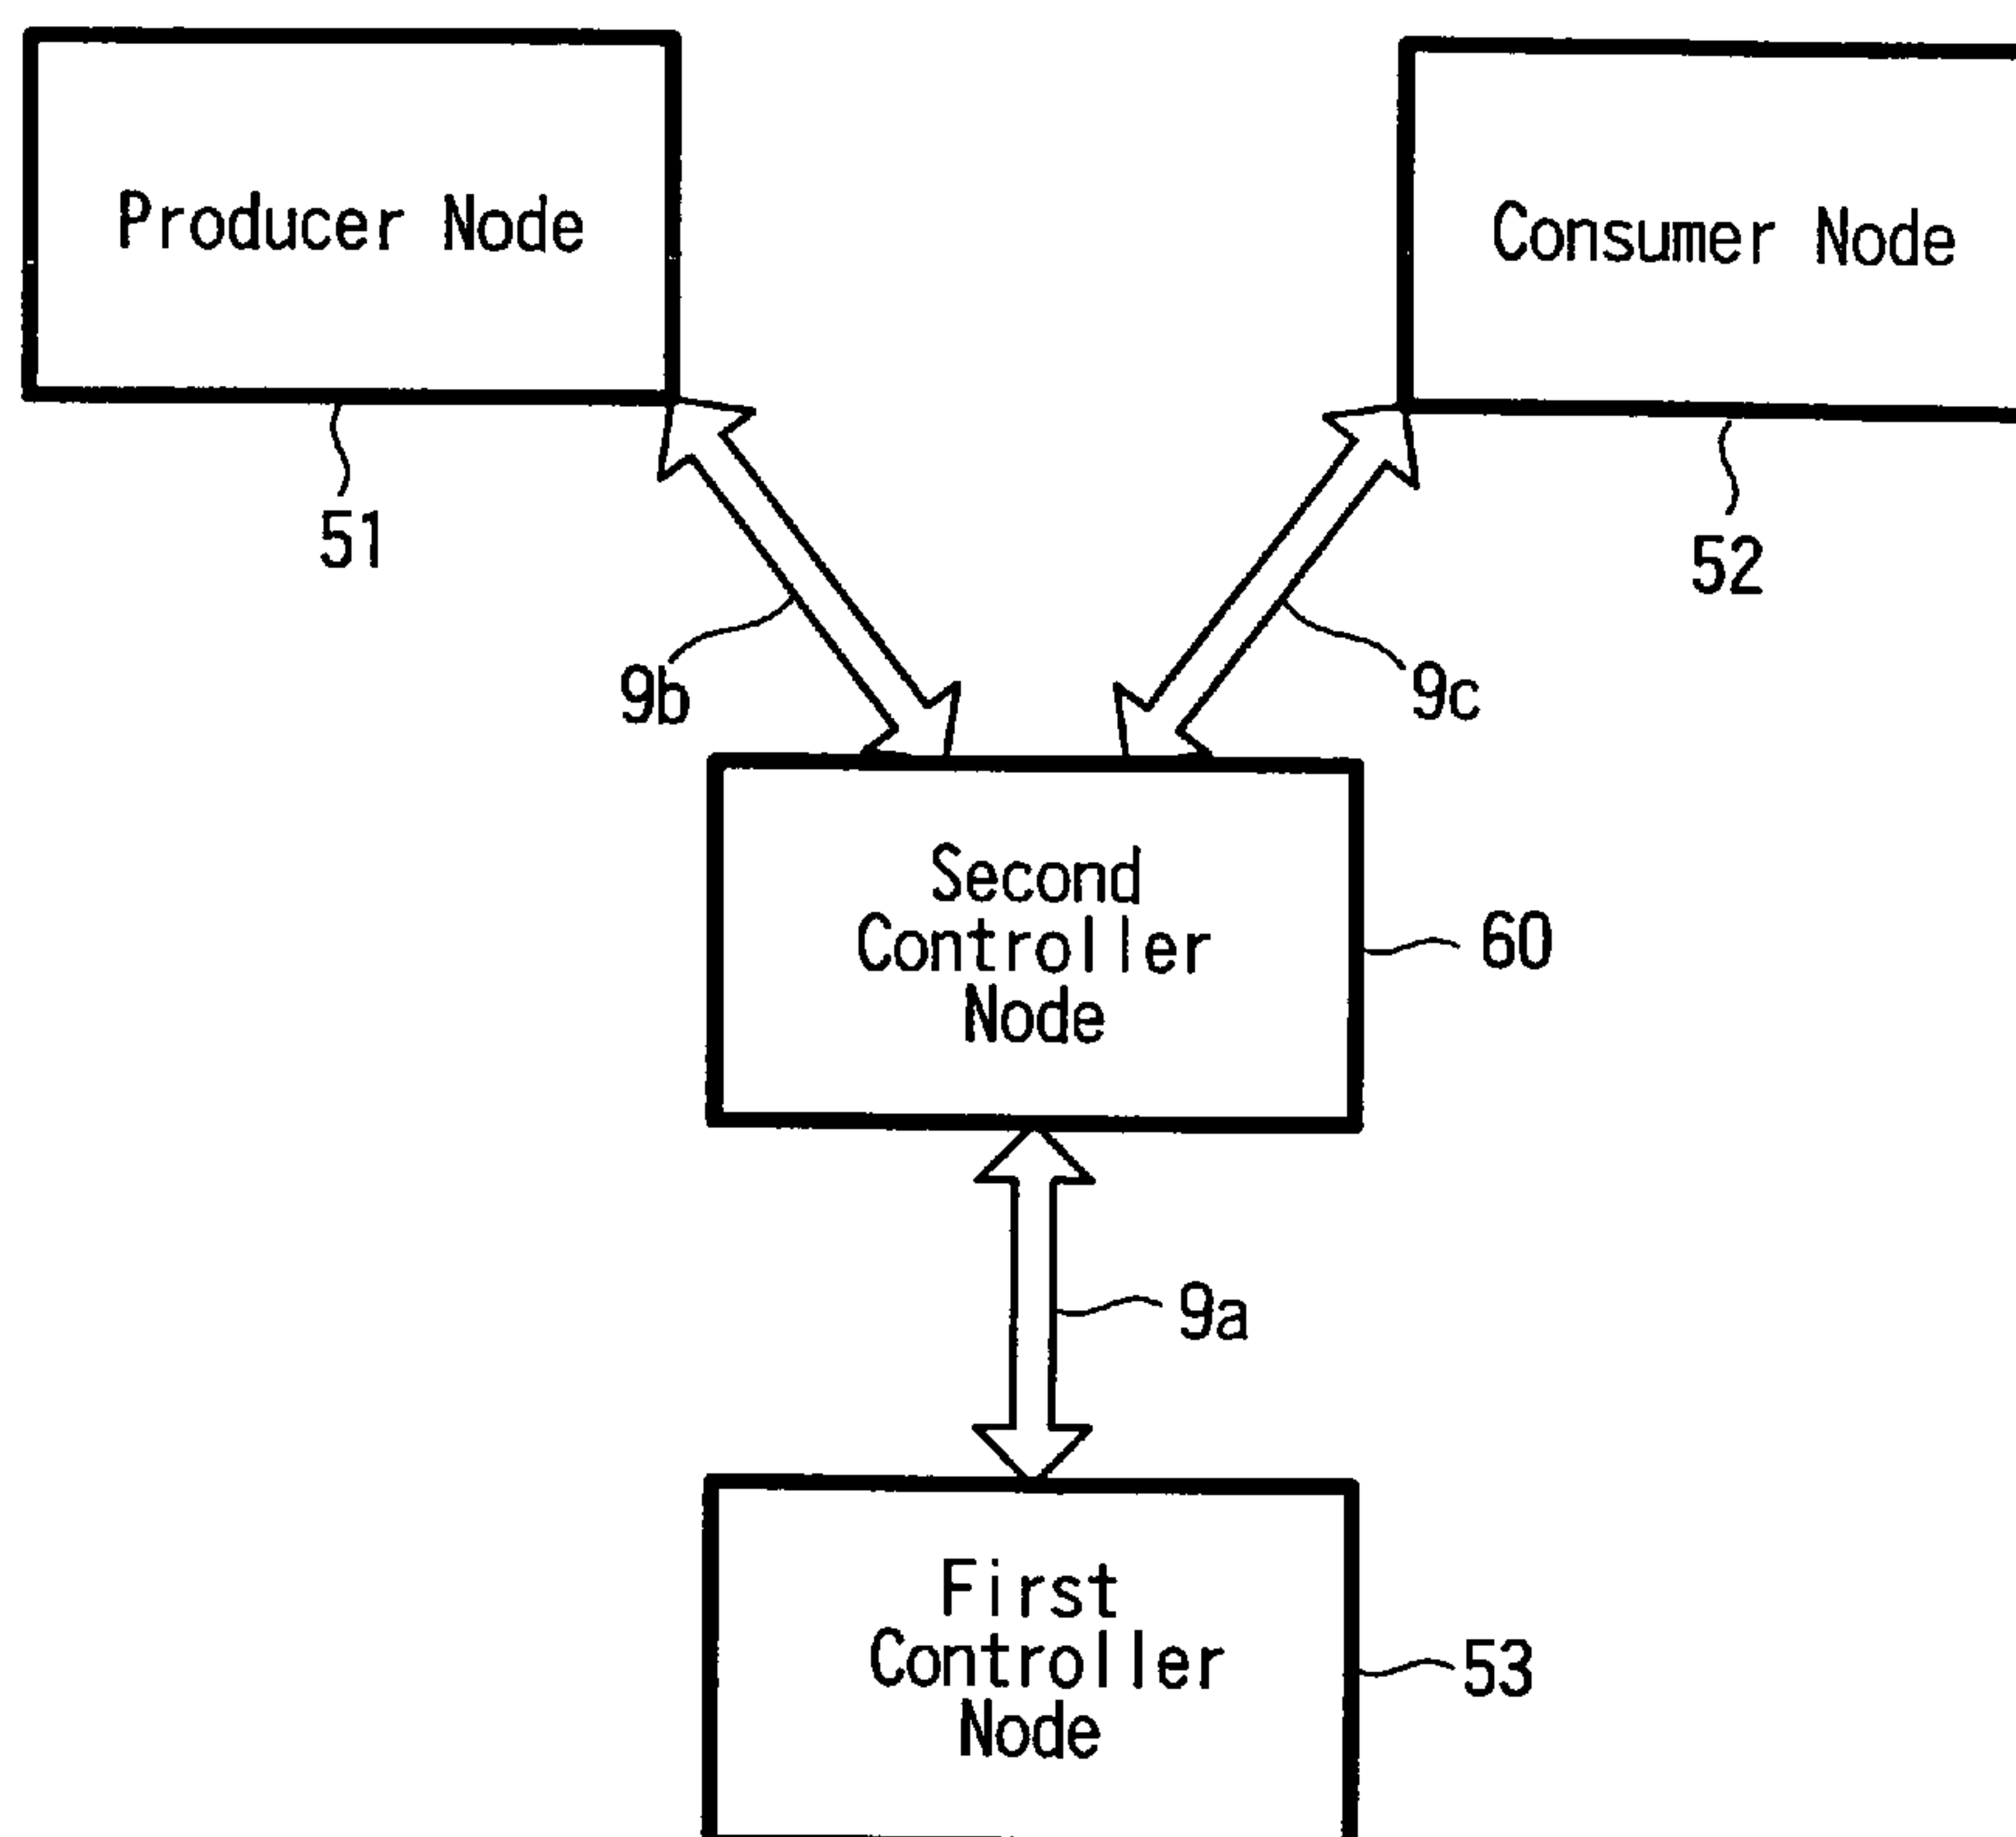 Producer Node
Consumer Node
51
52
9b
9c
Second
Controller
Node
60
9a
First
Controller
Node
53